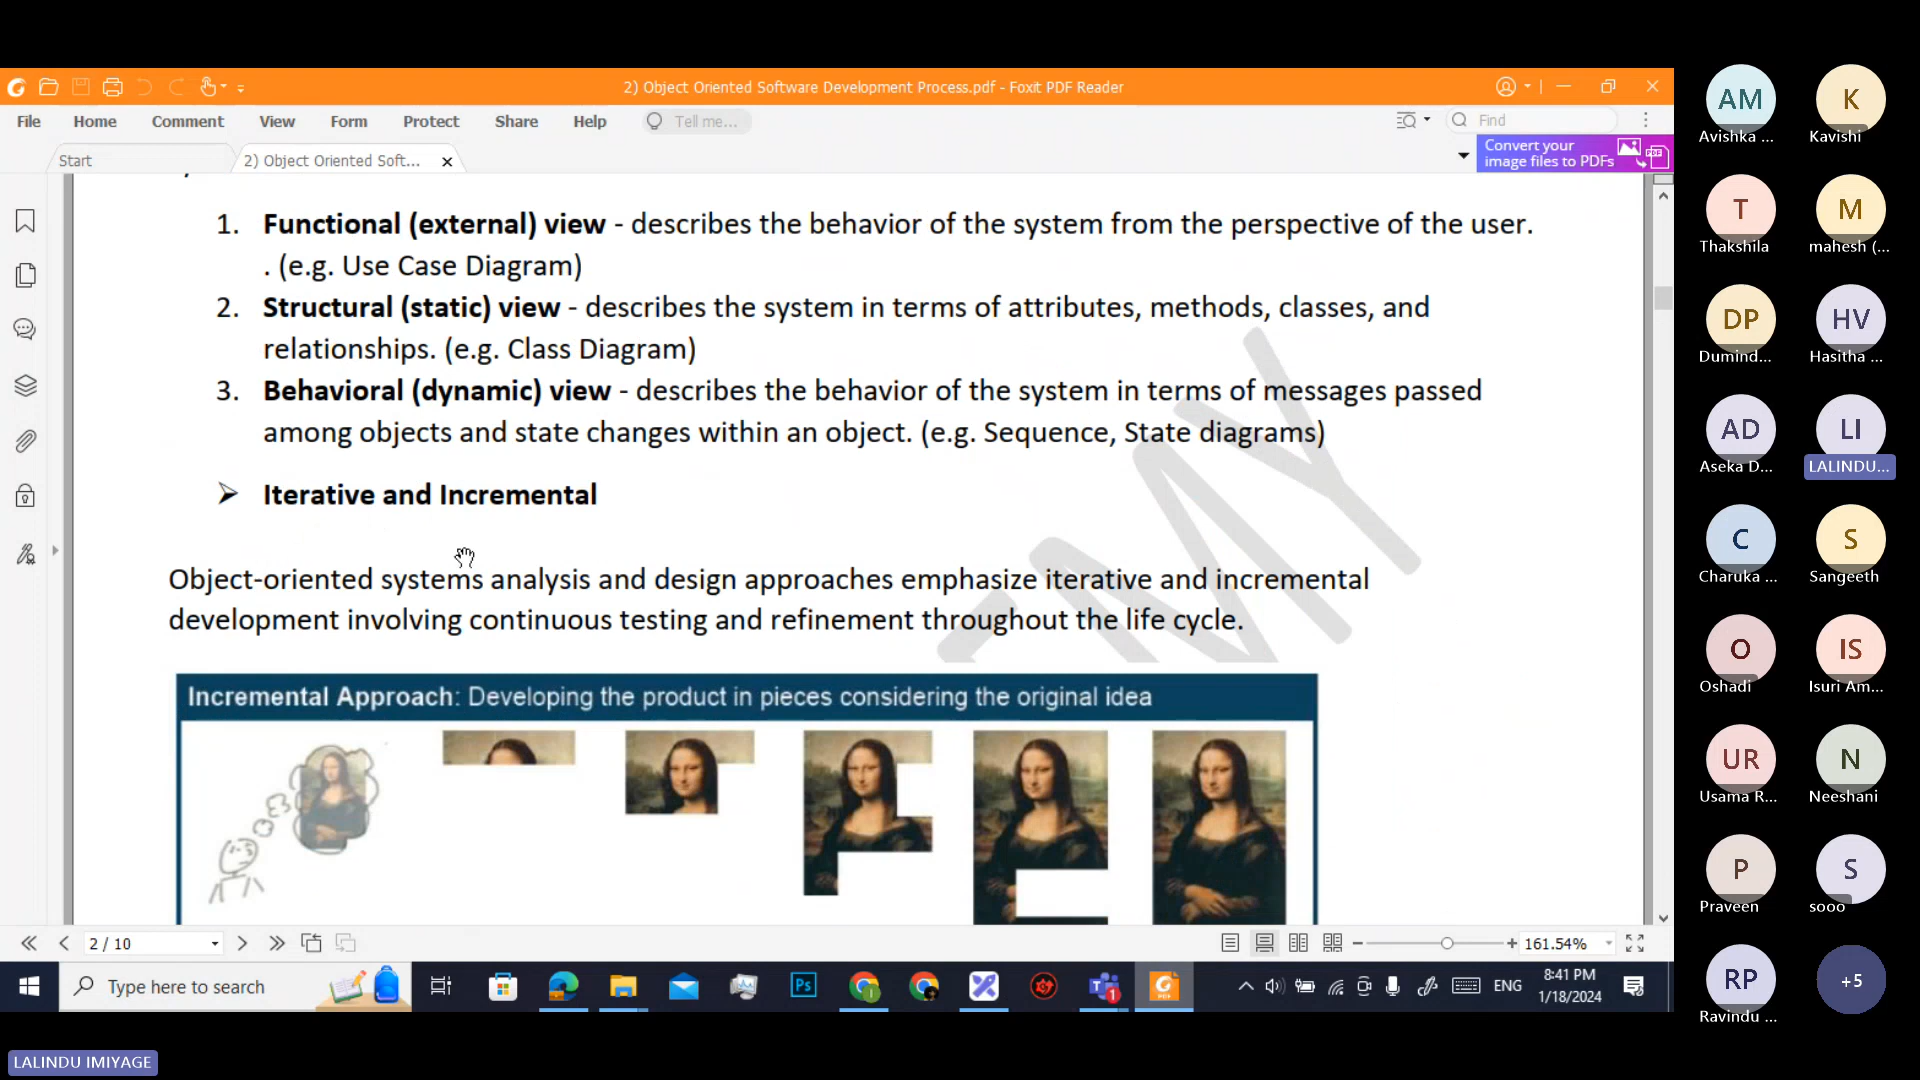 2) Object Oriented Software Development Process.pdf - Foxit PDF Reader
File Home Comment View Form Protect Share Help Tell me... Find
Start 2) Object Oriented Soft...
Convert your
image files to PDFs
1. Functional (external) view - describes the behavior of the system from the perspective of the user.
. (e.g. Use Case Diagram)
2. Structural (static) view - describes the system in terms of attributes, methods, classes, and
relationships. (e.g. Class Diagram)
3. Behavioral (dynamic) view - describes the behavior of the system in terms of messages passed
among objects and state changes within an object. (e.g. Sequence, State diagrams)
➢ Iterative and Incremental
Object-oriented systems analysis and design approaches emphasize iterative and incremental
development involving continuous testing and refinement throughout the life cycle.
Incremental Approach: Developing the product in pieces considering the original idea
2 / 10
161.54%
Type here to search
Ps
ENG
8:41 PM
1/18/2024
LALINDU IMIYAGE
AM
Avishka ...
K
Kavishi
T
Thakshila
M
mahesh (...
DP
Dumind...
HV
Hasitha ...
AD
Aseka D...
LI
LALINDU...
C
Charuka ...
S
Sangeeth
O
Oshadi
IS
Isuri Am...
UR
Usama R...
N
Neeshani
P
Praveen
S
sooo
RP
Ravindu ...
+5